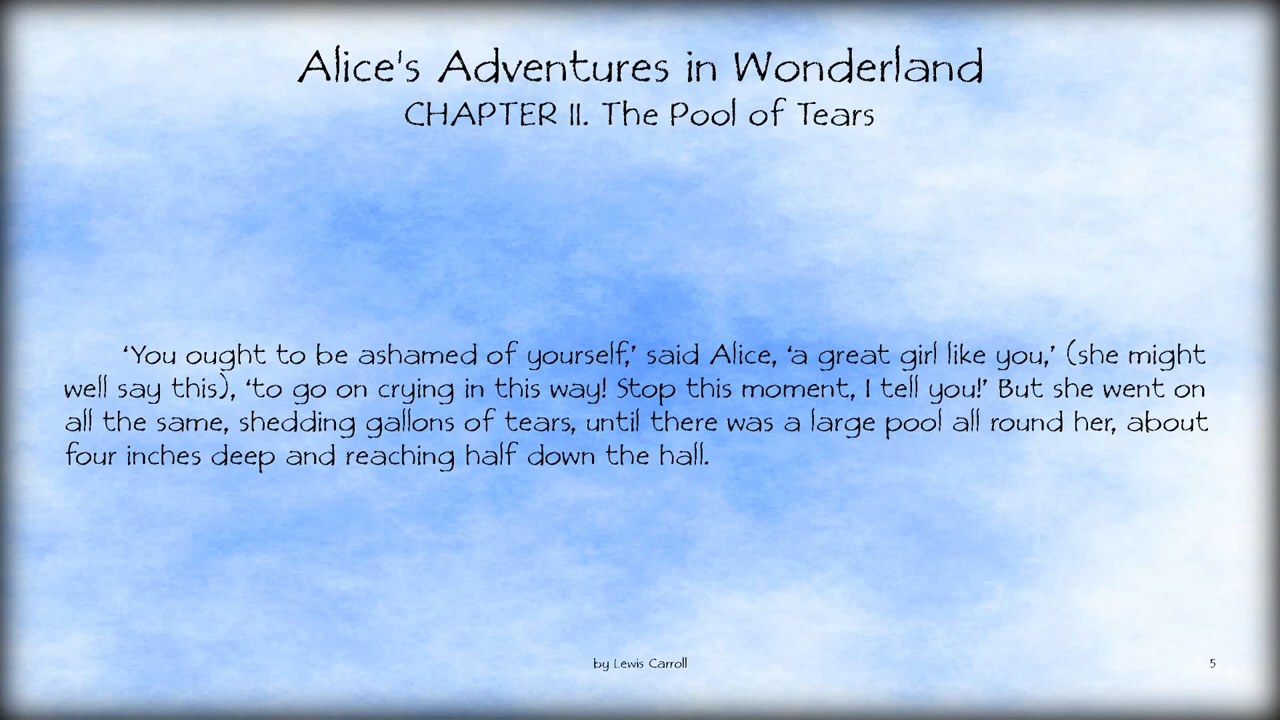 Alice's Adventures in Wonderland
CHAPTER II. The Pool of Tears
‘You ought to be ashamed of yourself,’ said Alice, ‘a great girl like you,’ (she might
well say this), ‘to go on crying in this way! Stop this moment, I tell you!’ But she went on
all the same, shedding gallons of tears, until there was a large pool all round her, about
four inches deep and reaching half down the hall.
by Lewis Carroll
5